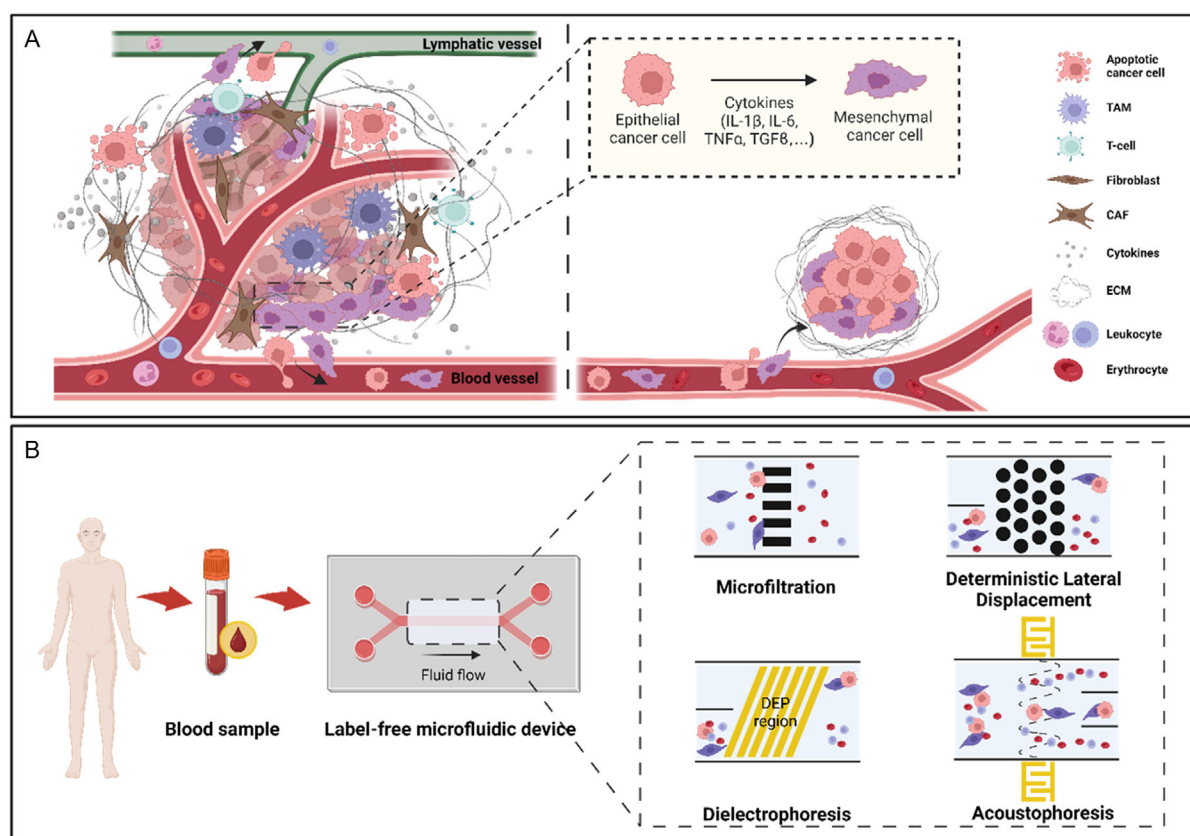 A
Lymphatic vessel
Blood vessel
Epithelial
cancer cell
Cytokines
(IL-1β, IL-6,
TNFα, TGFβ,...)
Mesenchymal
cancer cell
Apoptotic
cancer cell
TAM
T-cell
Fibroblast
CAF
Cytokines
ECM
Leukocyte
Erythrocyte
B
Blood sample
Fluid flow
Label-free microfluidic device
Microfiltration
Deterministic Lateral
Displacement
DEP
region
Dielectrophoresis
Acoustophoresis